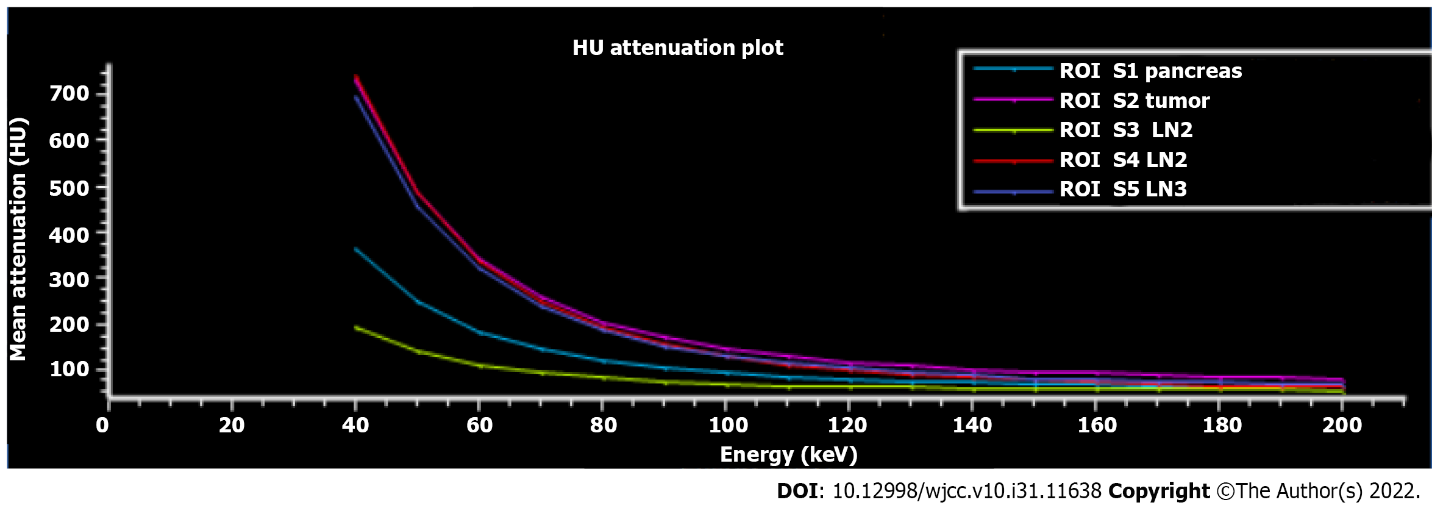 HU attenuation plot
ROI S1 pancreas
ROI S2 tumor
ROI S3 LN2
ROI S4 LN2
ROI S5 LN3
Mean attenuation (HU)
700
600
500
400
300
200
100
0 20 40 60 80 100 120 140 160 180 200
Energy (keV)
DOI: 10.12998/wjcc.v10.i31.11638 Copyright ©The Author(s) 2022.